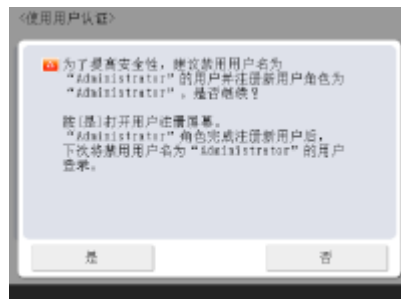 <使用用户认证>
为了提高安全性，建议禁用用户名为
“Administrator”的用户并注册新用户角色为
“Administrator”。是否继续？
按[是]打开用户注册屏幕。
“Administrator”角色完成注册新用户后，
下次将禁用用户名为“Administrator”的用户
登录。
是
否